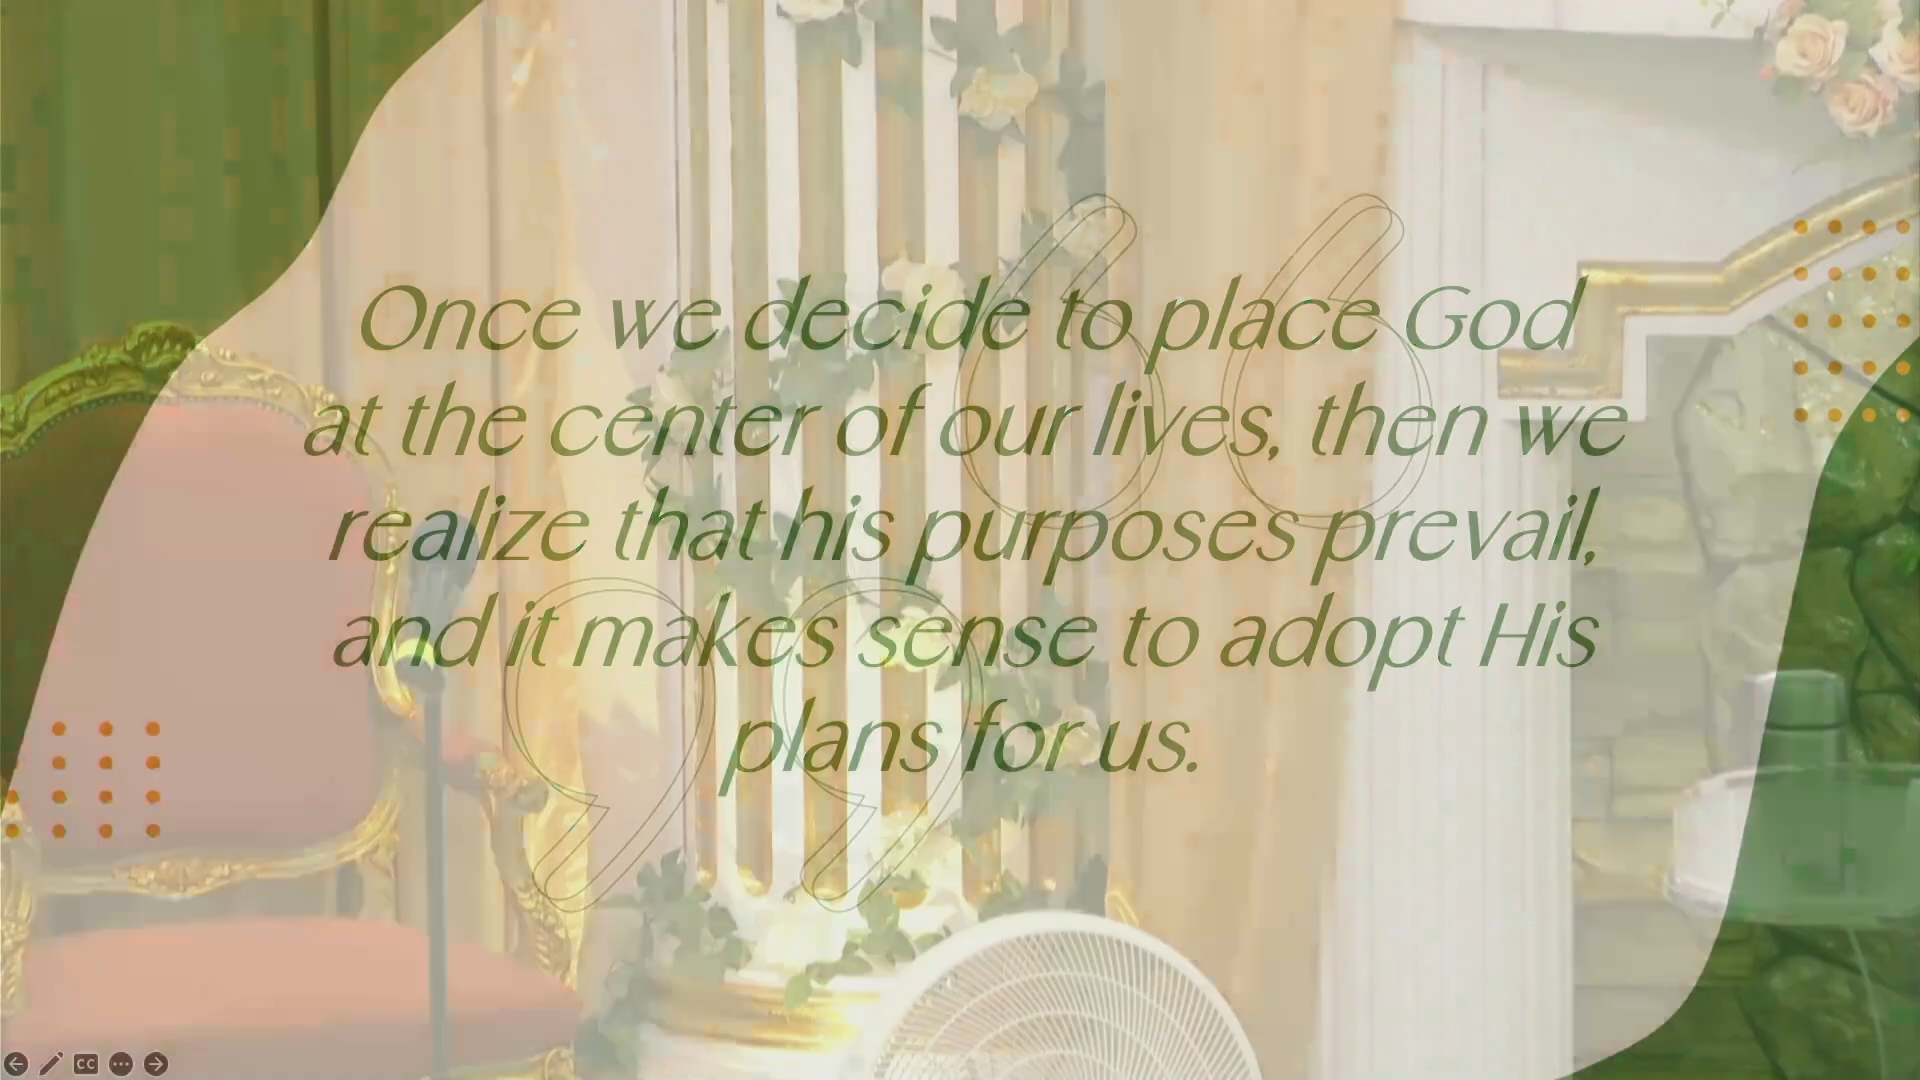 Once we decide to place God
at the center of our lives, then we
realize that his purposes prevail,
and it makes sense to adopt His
plans for us.
CC